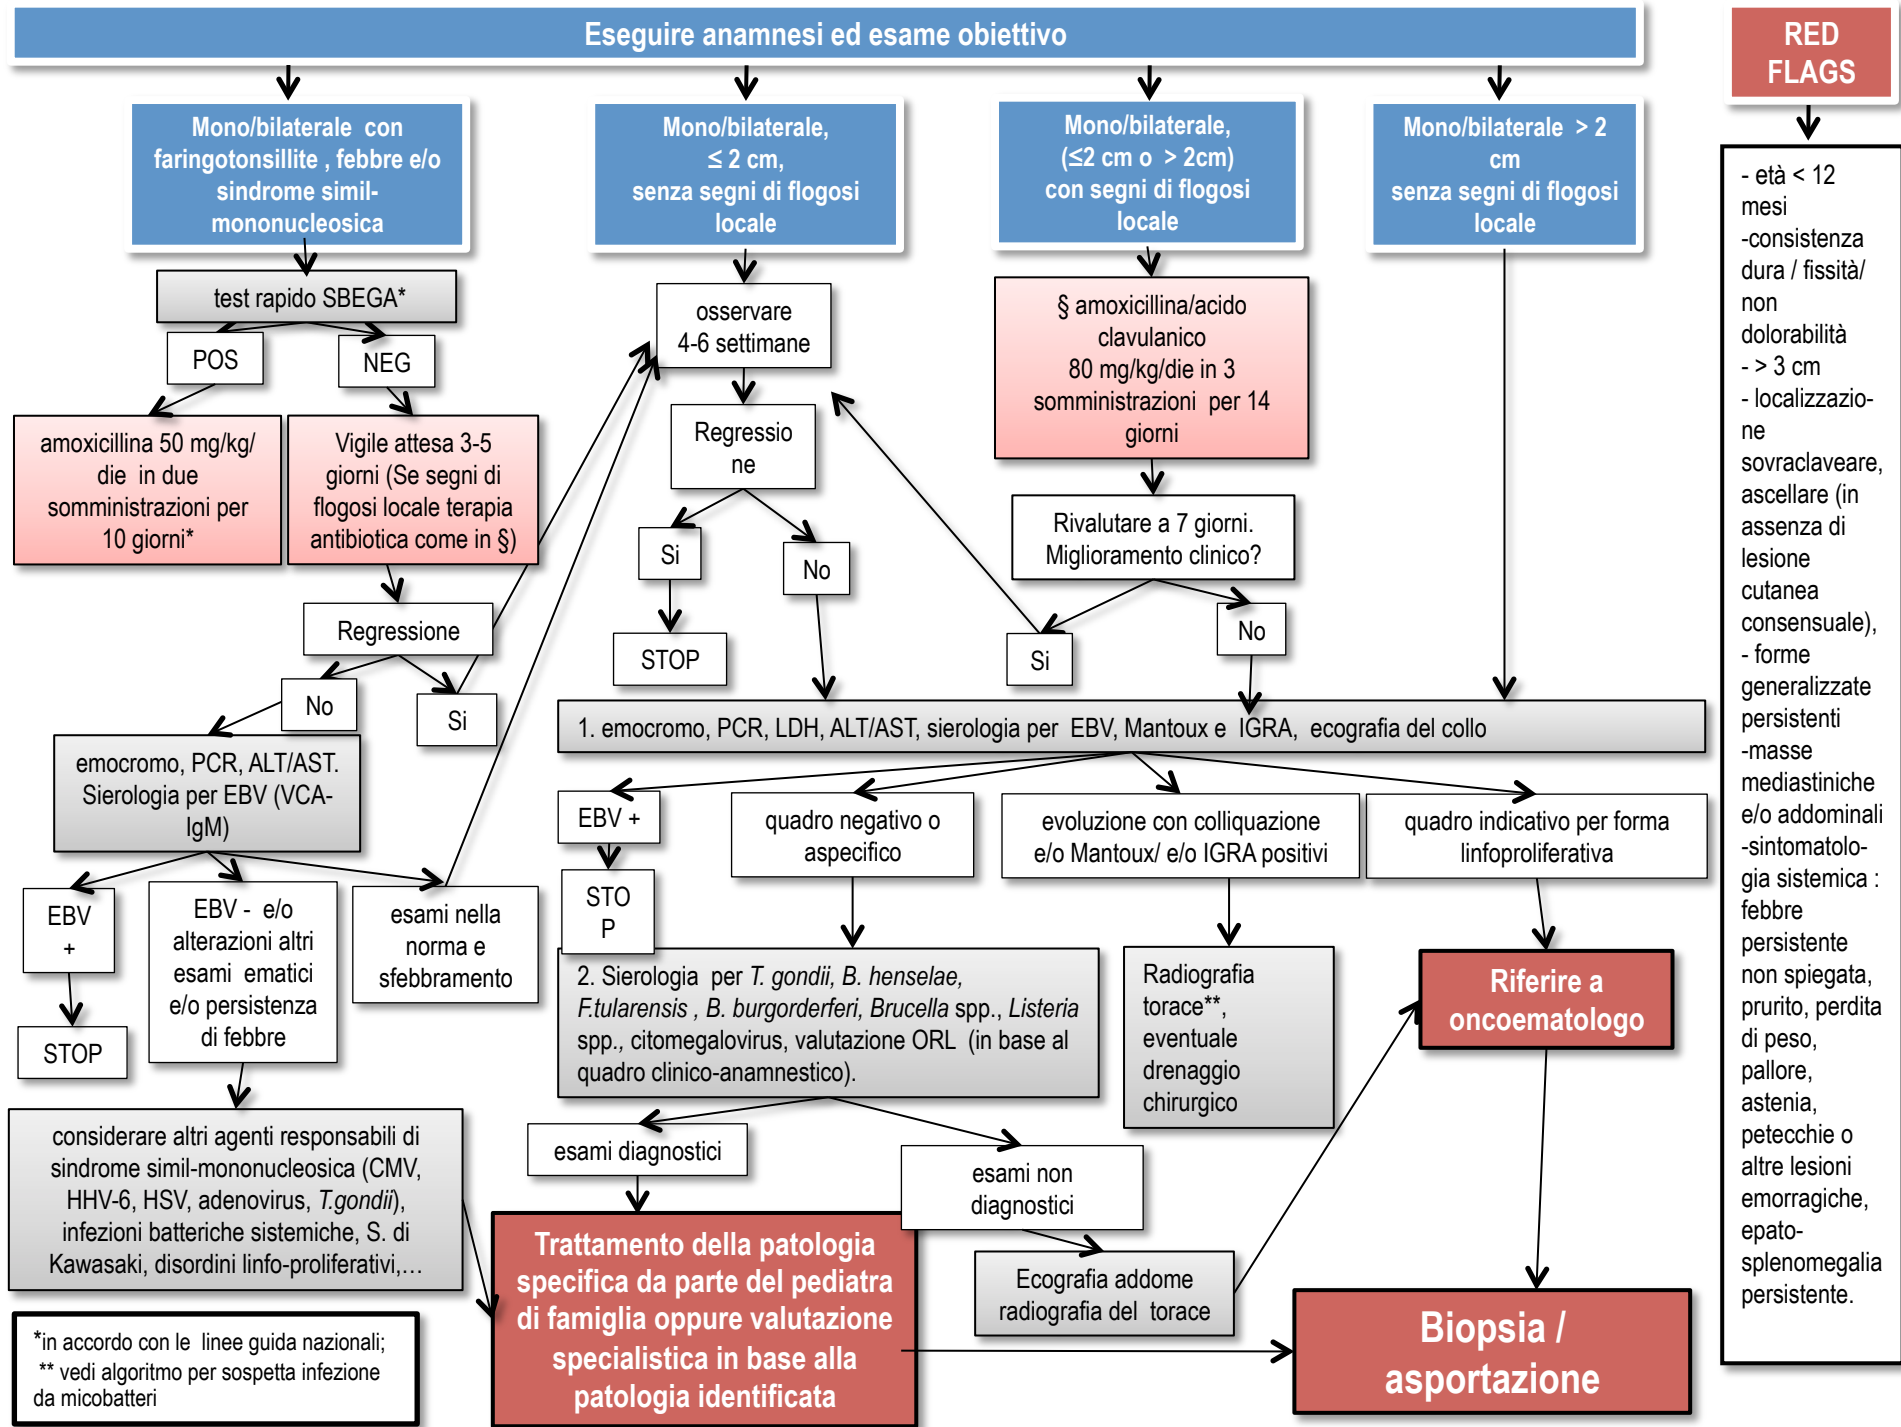 Eseguire anamnesi ed esame obiettivo
RED
FLAGS
Mono/bilaterale con
faringotonsillite , febbre e/o
sindrome simil-
mononucleosica
Mono/bilaterale,
≤ 2 cm,
senza segni di flogosi
locale
Mono/bilaterale,
(≤2 cm o > 2cm)
con segni di flogosi
locale
Mono/bilaterale > 2
cm
senza segni di flogosi
locale
test rapido SBEGA*
POS
NEG
amoxicillina 50 mg/kg/
die in due
somministrazioni per
10 giorni*
Vigile attesa 3-5
giorni (Se segni di
flogosi locale terapia
antibiotica come in §)
Regressione
No
Si
emocromo, PCR, ALT/AST.
Sierologia per EBV (VCA-
IgM)
EBV
+
STOP
EBV - e/o
alterazioni altri
esami ematici
e/o persistenza
di febbre
esami nella
norma e
sfebbramento
considerare altri agenti responsabili di
sindrome simil-mononucleosica (CMV,
HHV-6, HSV, adenovirus, T.gondii),
infezioni batteriche sistemiche, S. di
Kawasaki, disordini linfo-proliferativi,…
osservare
4-6 settimane
Regressio
ne
Si
No
STOP
§ amoxicillina/acido
clavulanico
80 mg/kg/die in 3
somministrazioni per 14
giorni
Rivalutare a 7 giorni.
Miglioramento clinico?
Si
No
1. emocromo, PCR, LDH, ALT/AST, sierologia per EBV, Mantoux e IGRA, ecografia del collo
EBV +
STO
P
quadro negativo o
aspecifico
evoluzione con colliquazione
e/o Mantoux/ e/o IGRA positivi
quadro indicativo per forma
linfoproliferativa
2. Sierologia per T. gondii, B. henselae,
F.tularensis , B. burgorderferi, Brucella spp., Listeria
spp., citomegalovirus, valutazione ORL (in base al
quadro clinico-anamnestico).
Radiografia
torace**,
eventuale
drenaggio
chirurgico
Riferire a
oncoematologo
esami diagnostici
esami non
diagnostici
Trattamento della patologia
specifica da parte del pediatra
di famiglia oppure valutazione
specialistica in base alla
patologia identificata
Ecografia addome
radiografia del torace
Biopsia /
asportazione
*in accordo con le linee guida nazionali;
** vedi algoritmo per sospetta infezione
da micobatteri
- età < 12
mesi
-consistenza
dura / fissità/
non
dolorabilità
- > 3 cm
- localizzazio-
ne
sovraclaveare,
ascellare (in
assenza di
lesione
cutanea
consensuale),
- forme
generalizzate
persistenti
-masse
mediastiniche
e/o addominali
-sintomatolo-
gia sistemica :
febbre
persistente
non spiegata,
prurito, perdita
di peso,
pallore,
astenia,
petecchie o
altre lesioni
emorragiche,
epato-
splenomegalia
persistente.